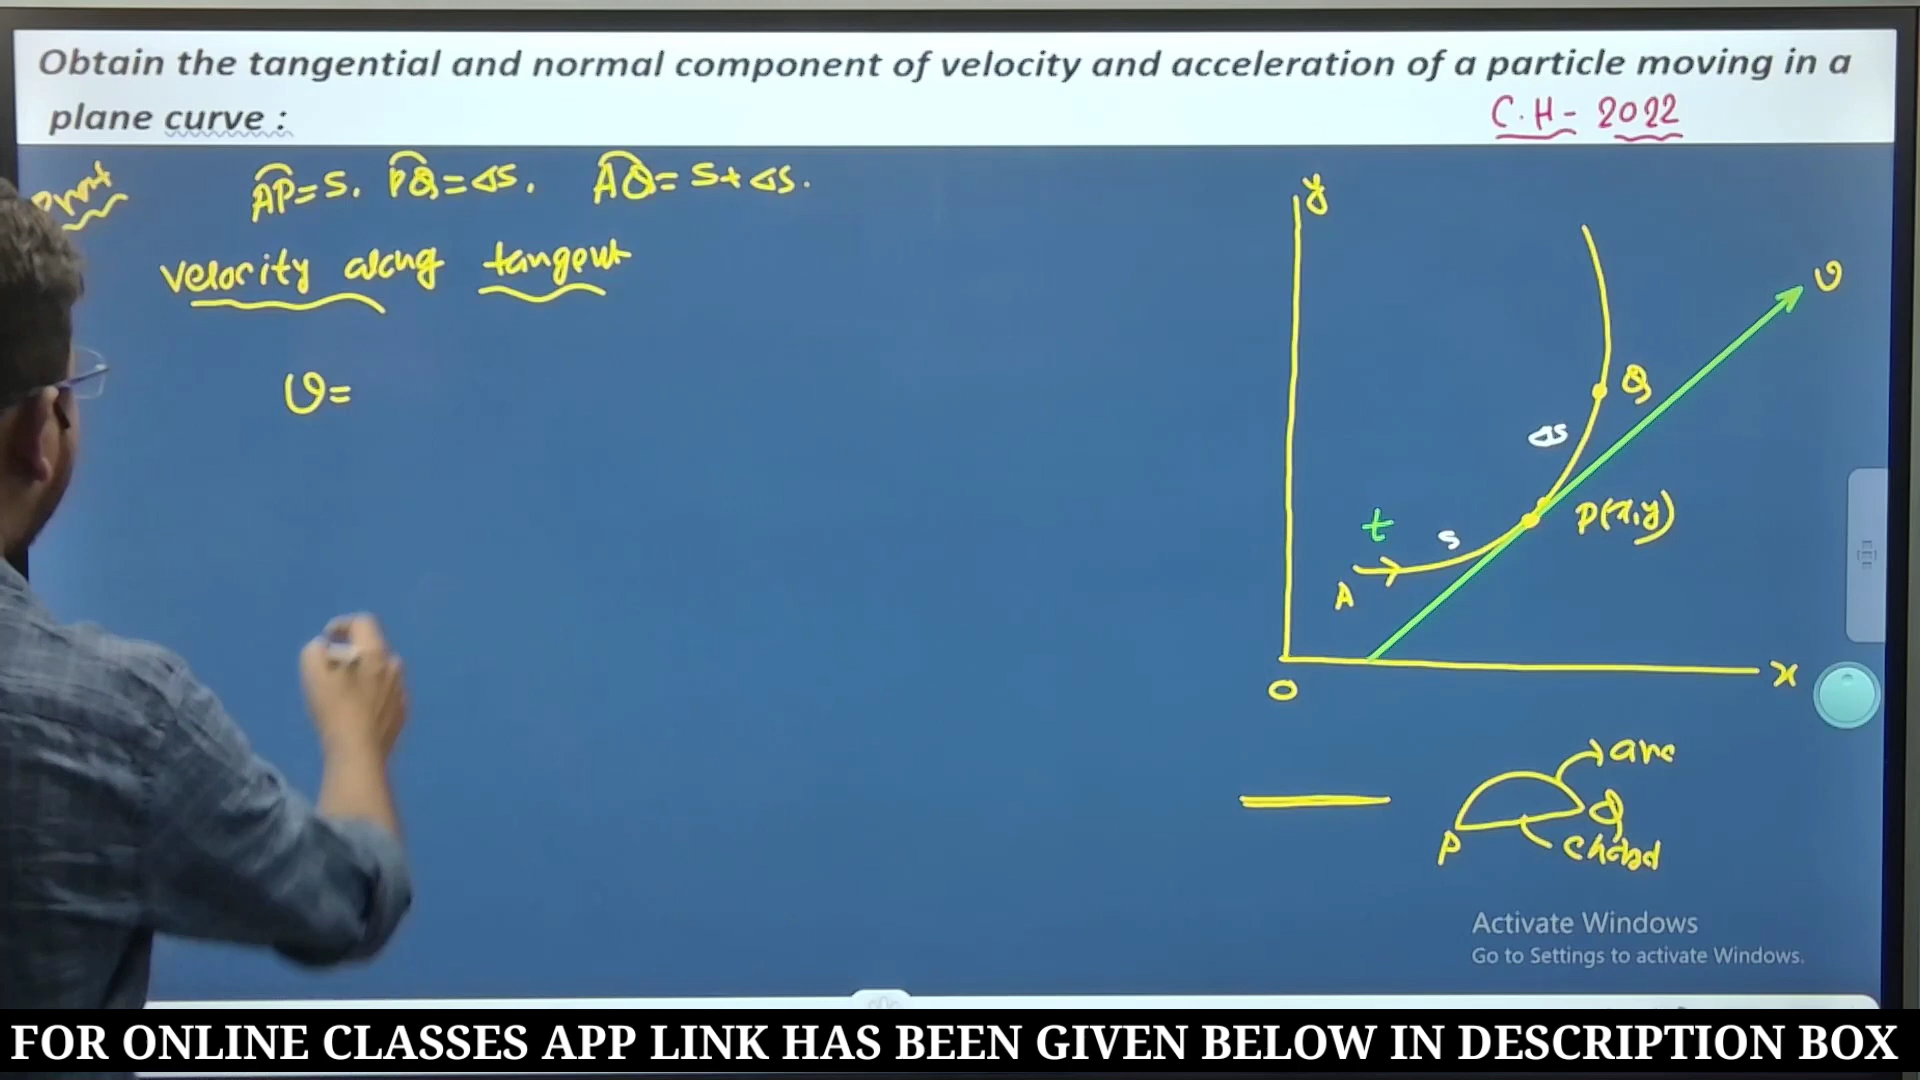 Obtain the tangential and normal component of velocity and acceleration of a particle moving in a
plane curve :
C.H- 2022
AP=S. PQ=ΔS. AQ=S+ΔS.
velocity along tangent
υ=
y
υ
Q
ΔS
P(x,y)
t
S
A
O
x
arc
P
Q
Chord
Activate Windows
Go to Settings to activate Windows.
FOR ONLINE CLASSES APP LINK HAS BEEN GIVEN BELOW IN DESCRIPTION BOX